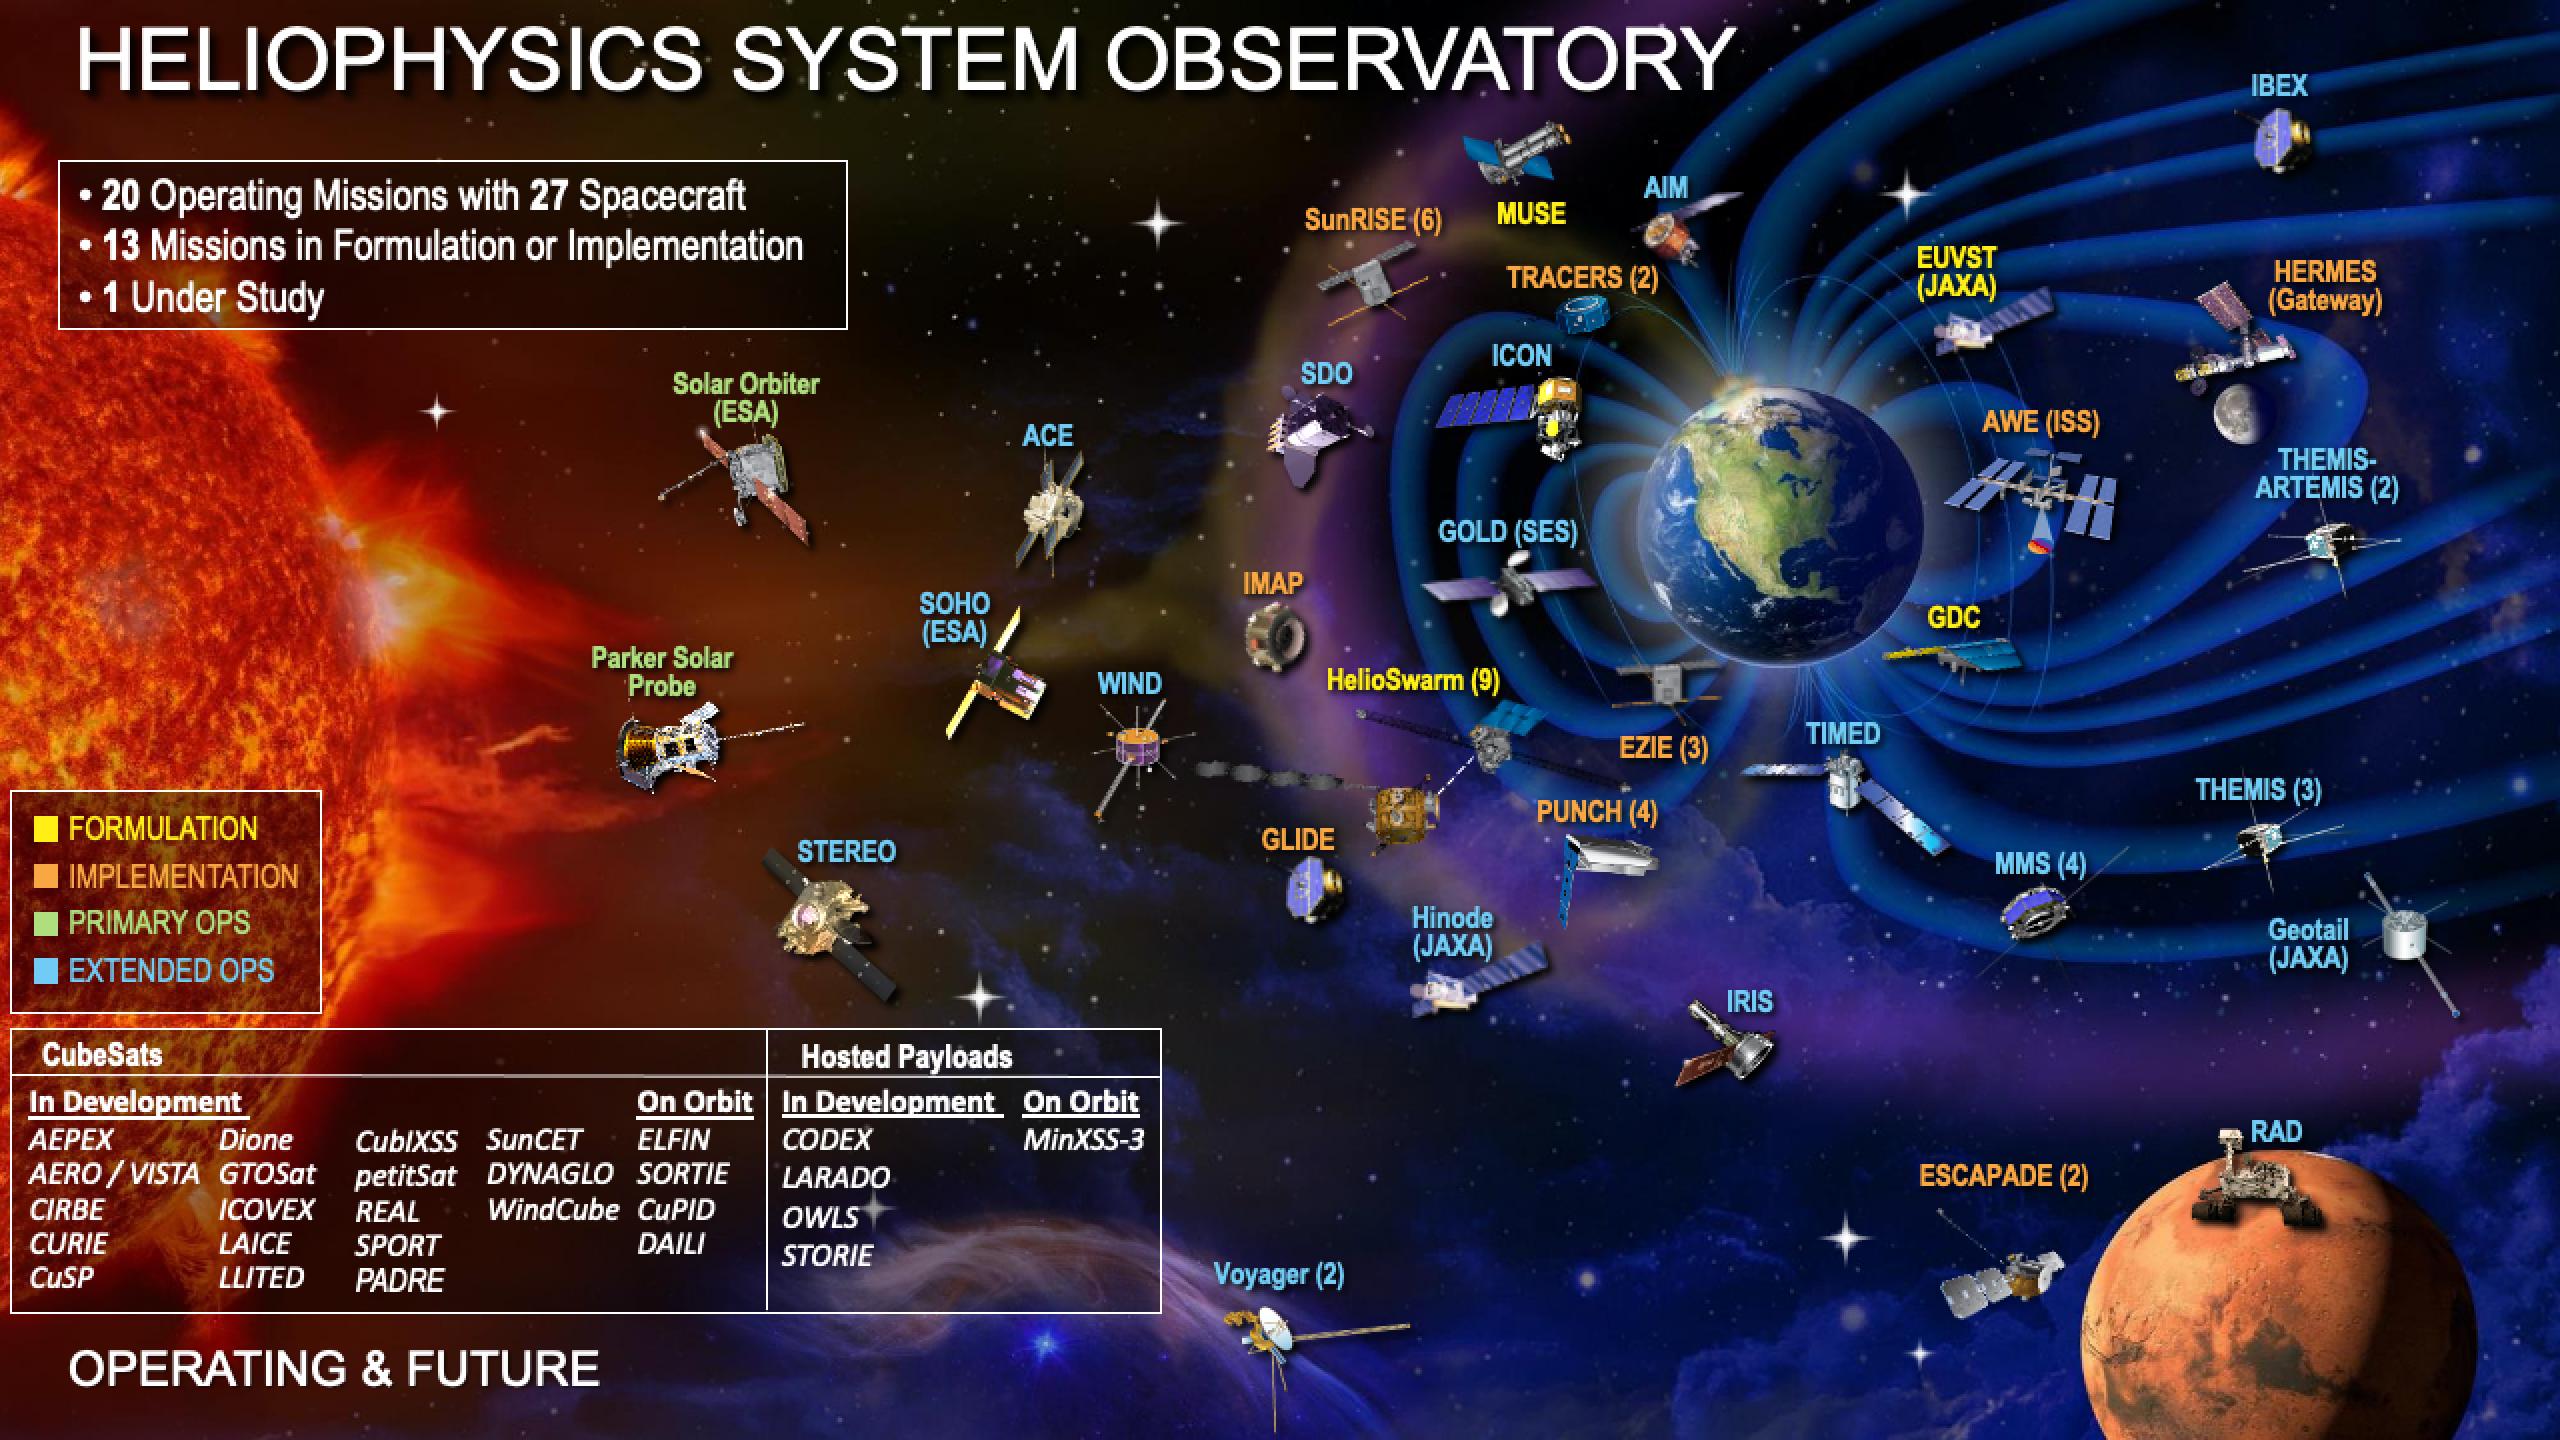 HELIOPHYSICS SYSTEM OBSERVATORY
• 20 Operating Missions with 27 Spacecraft
• 13 Missions in Formulation or Implementation
• 1 Under Study
IBEX
MUSE
AIM
SunRISE (6)
TRACERS (2)
EUVST
(JAXA)
HERMES
(Gateway)
ICON
SDO
Solar Orbiter
(ESA)
ACE
AWE (ISS)
THEMIS-
ARTEMIS (2)
GOLD (SES)
IMAP
SOHO
(ESA)
GDC
Parker Solar
Probe
WIND
HelioSwarm (9)
EZIE (3)
TIMED
THEMIS (3)
PUNCH (4)
GLIDE
STEREO
MMS (4)
Hinode
(JAXA)
Geotail
(JAXA)
IRIS
FORMULATION
IMPLEMENTATION
PRIMARY OPS
EXTENDED OPS
CubeSats
In Development
AEPEX
AERO / VISTA
CIRBE
CURIE
CuSP
Dione
GTOSat
ICOVEX
LAICE
LLITED
CubIXSS
petitSat
REAL
SPORT
PADRE
SunCET
DYNAGLO
WindCube
On Orbit
ELFIN
SORTIE
CuPID
DAILI
Hosted Payloads
In Development
CODEX
LARADO
OWLS
STORIE
On Orbit
MinXSS-3
RAD
ESCAPADE (2)
Voyager (2)
OPERATING & FUTURE